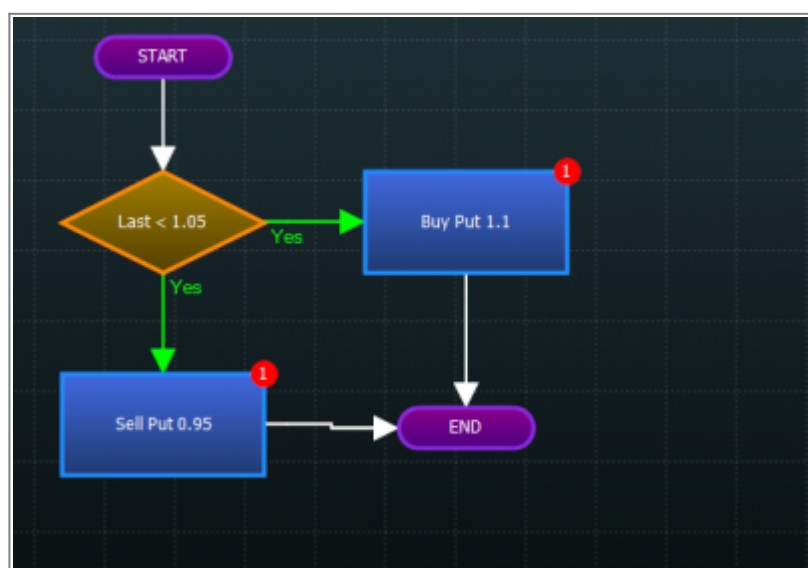 START
1
Last < 1.05
Buy Put 1.1
Yes
Yes
1
Sell Put 0.95
END